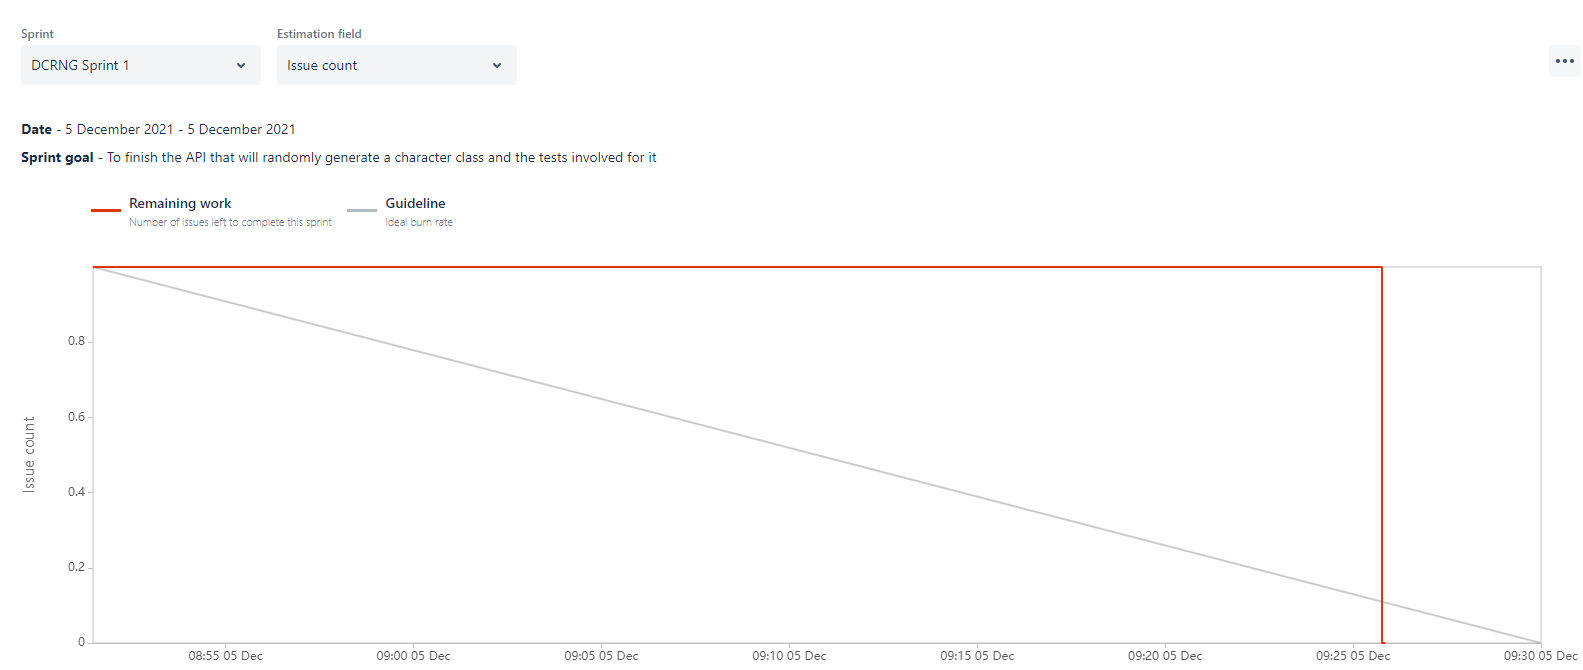 Sprint
Estimation field
DCRNG Sprint 1
Issue count
Date - 5 December 2021 - 5 December 2021
Sprint goal - To finish the API that will randomly generate a character class and the tests involved for it
Remaining work
Number of issues left to complete this sprint
Guideline
Ideal burn rate
Issue count
0.8
0.6
0.4
0.2
0
08:55 05 Dec
09:00 05 Dec
09:05 05 Dec
09:10 05 Dec
09:15 05 Dec
09:20 05 Dec
09:25 05 Dec
09:30 05 Dec